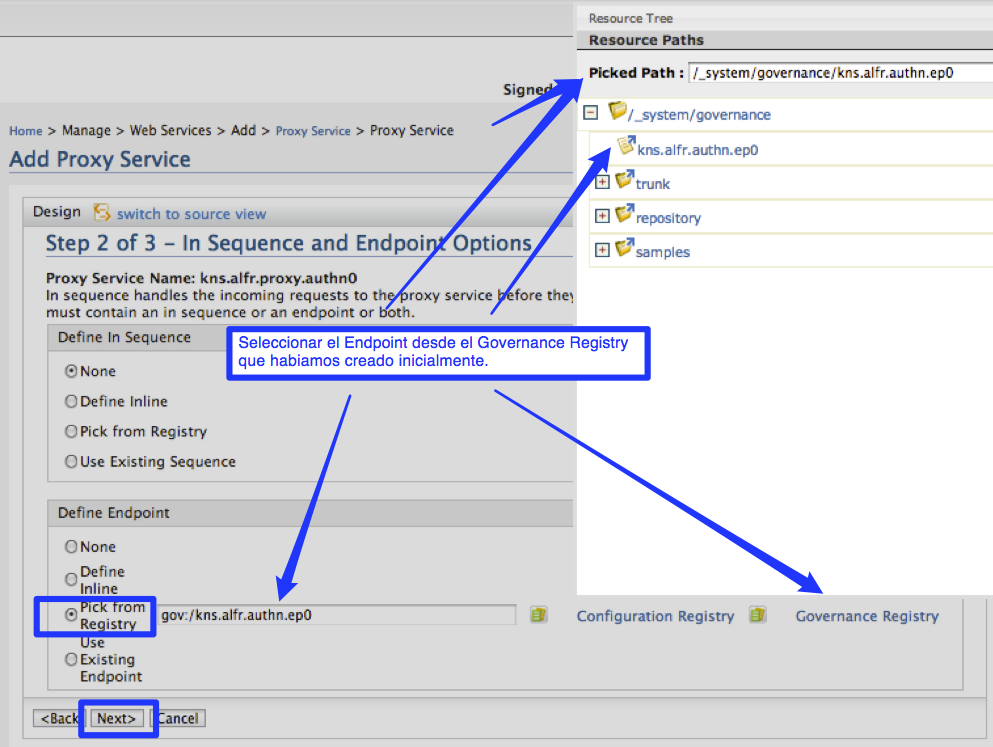 Resource Tree
Resource Paths
Picked Path : /_system/governance/kns.alfr.authn.ep0
/_system/governance
kns.alfr.authn.ep0
trunk
repository
samples
Signed
Home > Manage > Web Services > Add > Proxy Service > Proxy Service
Add Proxy Service
Design switch to source view
Step 2 of 3 - In Sequence and Endpoint Options
Proxy Service Name: kns.alfr.proxy.authn0
In sequence handles the incoming requests to the proxy service before they
must contain an in sequence or an endpoint or both.
Define In Sequence
Seleccionar el Endpoint desde el Governance Registry
que habiamos creado inicialmente.
None
Define Inline
Pick from Registry
Use Existing Sequence
Define Endpoint
None
Define
Inline
Pick from
Registry
gov:/kns.alfr.authn.ep0 Configuration Registry Governance Registry
Use
Existing
Endpoint
<Back Next> Cancel